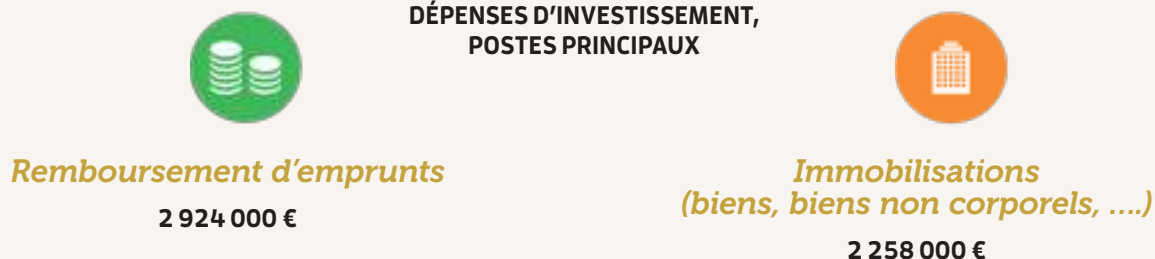 DÉPENSES D’INVESTISSEMENT,
POSTES PRINCIPAUX
Remboursement d’emprunts
2 924 000 €
Immobilisations
(biens, biens non corporels, ....)
2 258 000 €